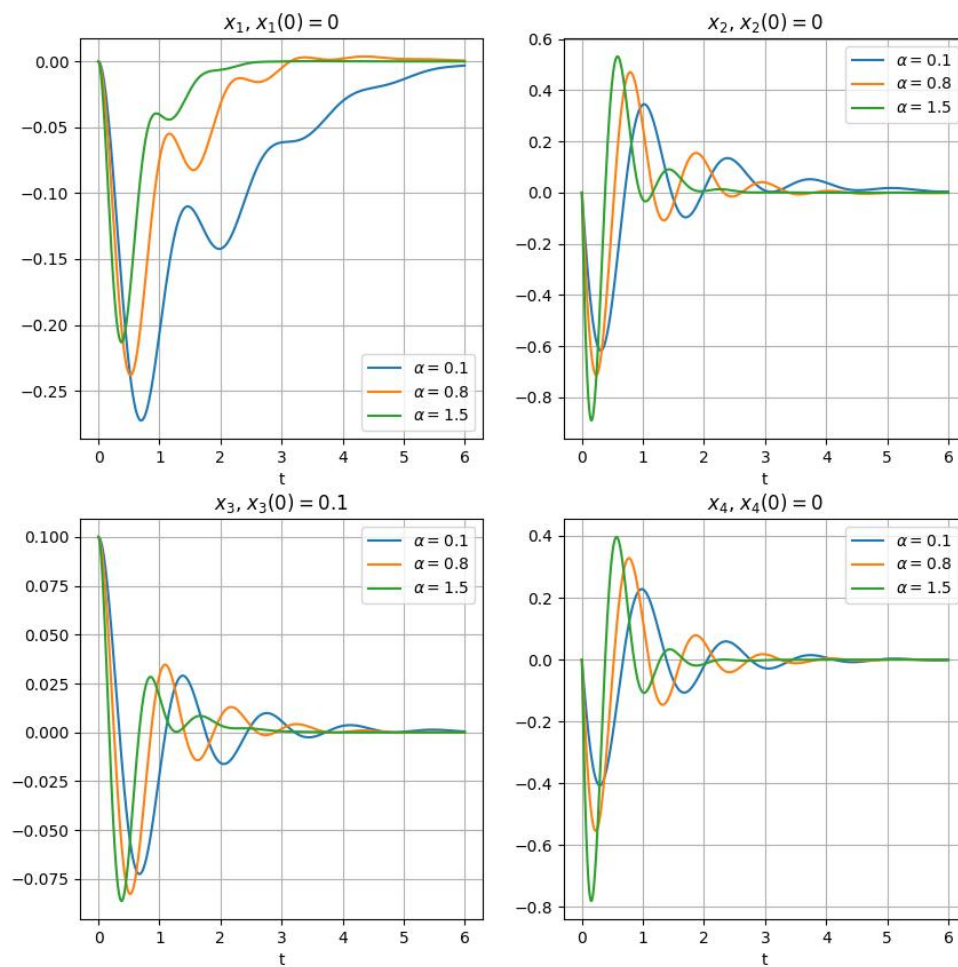 x₁, x₁(0) = 0
0.00
−0.05
−0.10
−0.15
−0.20
−0.25
α = 0.1
α = 0.8
α = 1.5
0 1 2 3 4 5 6
t
x₂, x₂(0) = 0
0.6
0.4
0.2
0.0
−0.2
−0.4
−0.6
−0.8
α = 0.1
α = 0.8
α = 1.5
0 1 2 3 4 5 6
t
x₃, x₃(0) = 0.1
0.100
0.075
0.050
0.025
0.000
−0.025
−0.050
−0.075
α = 0.1
α = 0.8
α = 1.5
0 1 2 3 4 5 6
t
x₄, x₄(0) = 0
0.4
0.2
0.0
−0.2
−0.4
−0.6
−0.8
α = 0.1
α = 0.8
α = 1.5
0 1 2 3 4 5 6
t